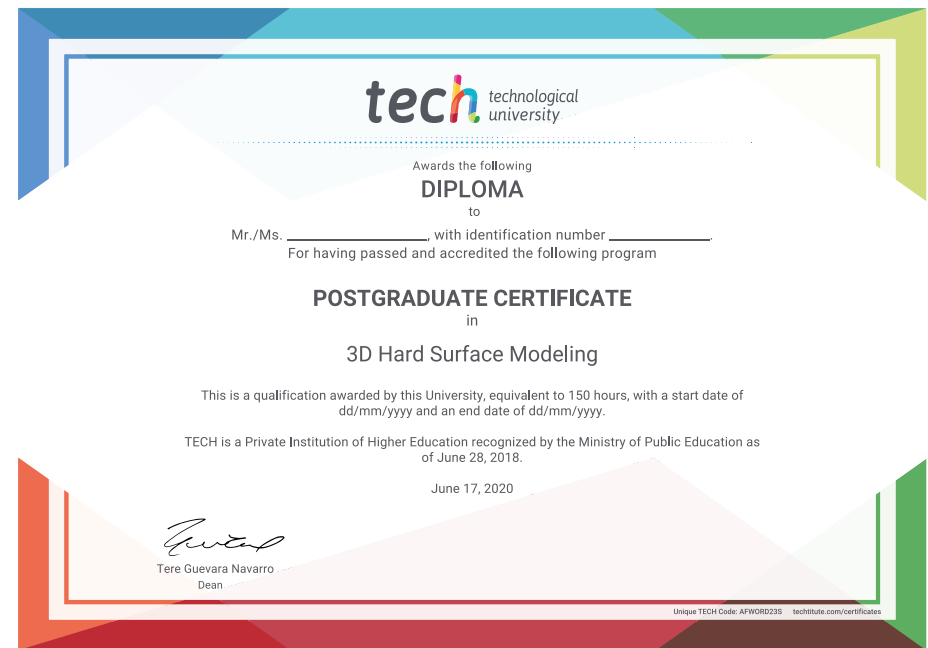 tech technological
university
Awards the following
DIPLOMA
to
Mr./Ms. ____________________, with identification number ______________.
For having passed and accredited the following program
POSTGRADUATE CERTIFICATE
in
3D Hard Surface Modeling
This is a qualification awarded by this University, equivalent to 150 hours, with a start date of
dd/mm/yyyy and an end date of dd/mm/yyyy.
TECH is a Private Institution of Higher Education recognized by the Ministry of Public Education as
of June 28, 2018.
June 17, 2020
Tere Guevara Navarro
Dean
Unique TECH Code: AFWORD23S techtitute.com/certificates